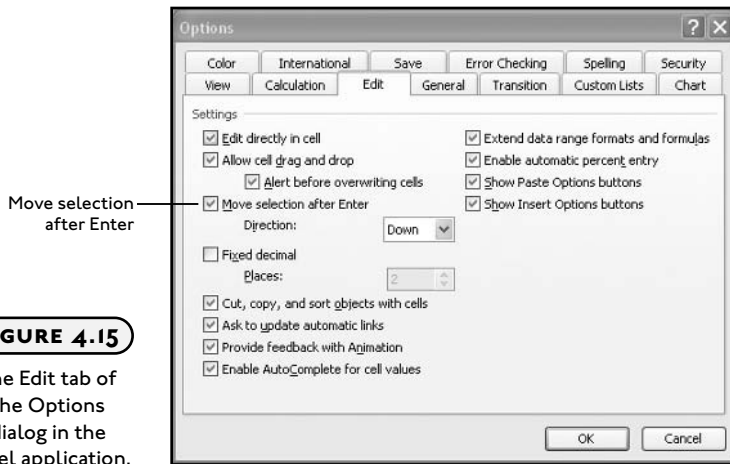 Options
Color International Save Error Checking Spelling Security
View Calculation Edit General Transition Custom Lists Chart
Settings
Edit directly in cell
Allow cell drag and drop
Alert before overwriting cells
Move selection after Enter
Direction: Down
Fixed decimal
Places: 2
Cut, copy, and sort objects with cells
Ask to update automatic links
Provide feedback with Animation
Enable AutoComplete for cell values
Extend data range formats and formulas
Enable automatic percent entry
Show Paste Options buttons
Show Insert Options buttons
OK Cancel
Move selection
after Enter
GURE 4.15
e Edit tab of
he Options
ialog in the
el application.